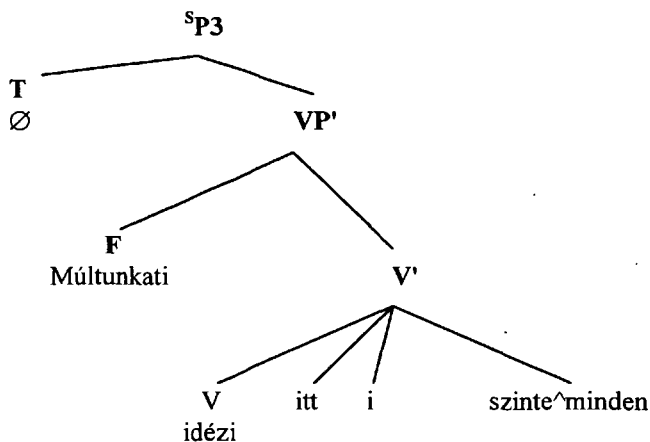 ˢP3
T
∅
VP'
F
Múltunkati
V'
V itt i szinte^minden
idézi